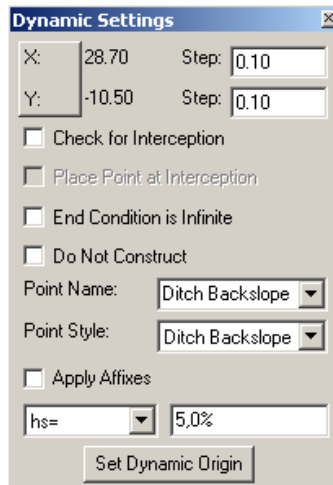 Dynamic Settings
X: 28.70 Step: 0.10
Y: -10.50 Step: 0.10
Check for Interception
Place Point at Interception
End Condition is Infinite
Do Not Construct
Point Name: Ditch Backslope
Point Style: Ditch Backslope
Apply Affixes
hs= 5,0%
Set Dynamic Origin